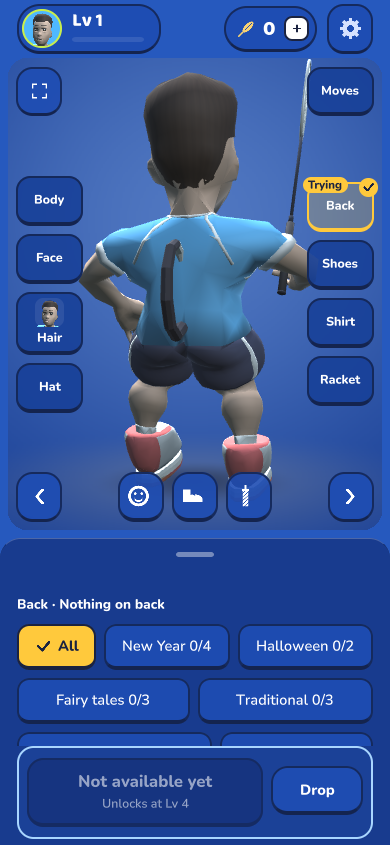 Lv 1
0
+
Moves
Trying
Back
Body
Face
Shoes
Hair
Shirt
Hat
Racket
Back · Nothing on back
All
New Year 0/4
Halloween 0/2
Fairy tales 0/3
Traditional 0/3
Not available yet
Unlocks at Lv 4
Drop